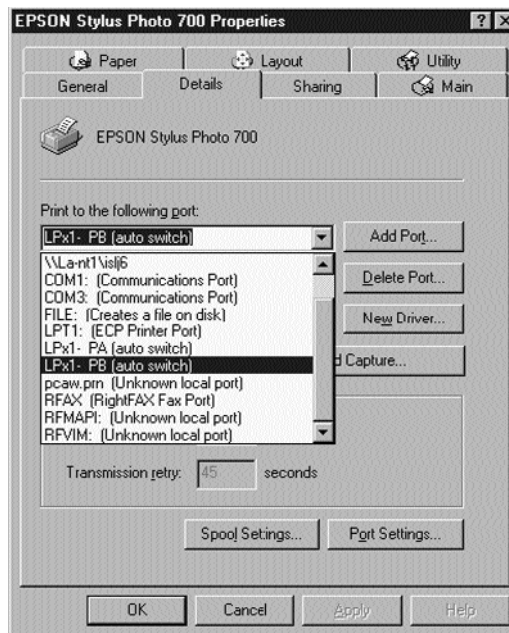 EPSON Stylus Photo 700 Properties
Paper Layout Utility
General Details Sharing Main
EPSON Stylus Photo 700
Print to the following port:
LPx1- PB (auto switch)
Add Port...
\\La-nt1\islj6
COM1: (Communications Port)
COM3: (Communications Port)
FILE: (Creates a file on disk)
LPT1: (ECP Printer Port)
LPx1- PA (auto switch)
LPx1- PB (auto switch)
pcaw.prn (Unknown local port)
RFAX (RightFAX Fax Port)
RFMAPI: (Unknown local port)
RFVIM: (Unknown local port)
Delete Port...
New Driver...
d Capture...
Transmission retry: 45 seconds
Spool Settings... Port Settings...
OK Cancel Apply Help